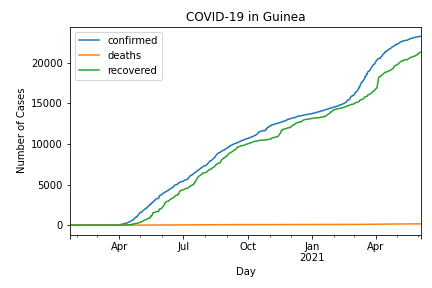 COVID-19 in Guinea
confirmed
deaths
recovered
Number of Cases
20000
15000
10000
5000
0
Apr
Jul
Oct
Jan
2021
Apr
Day